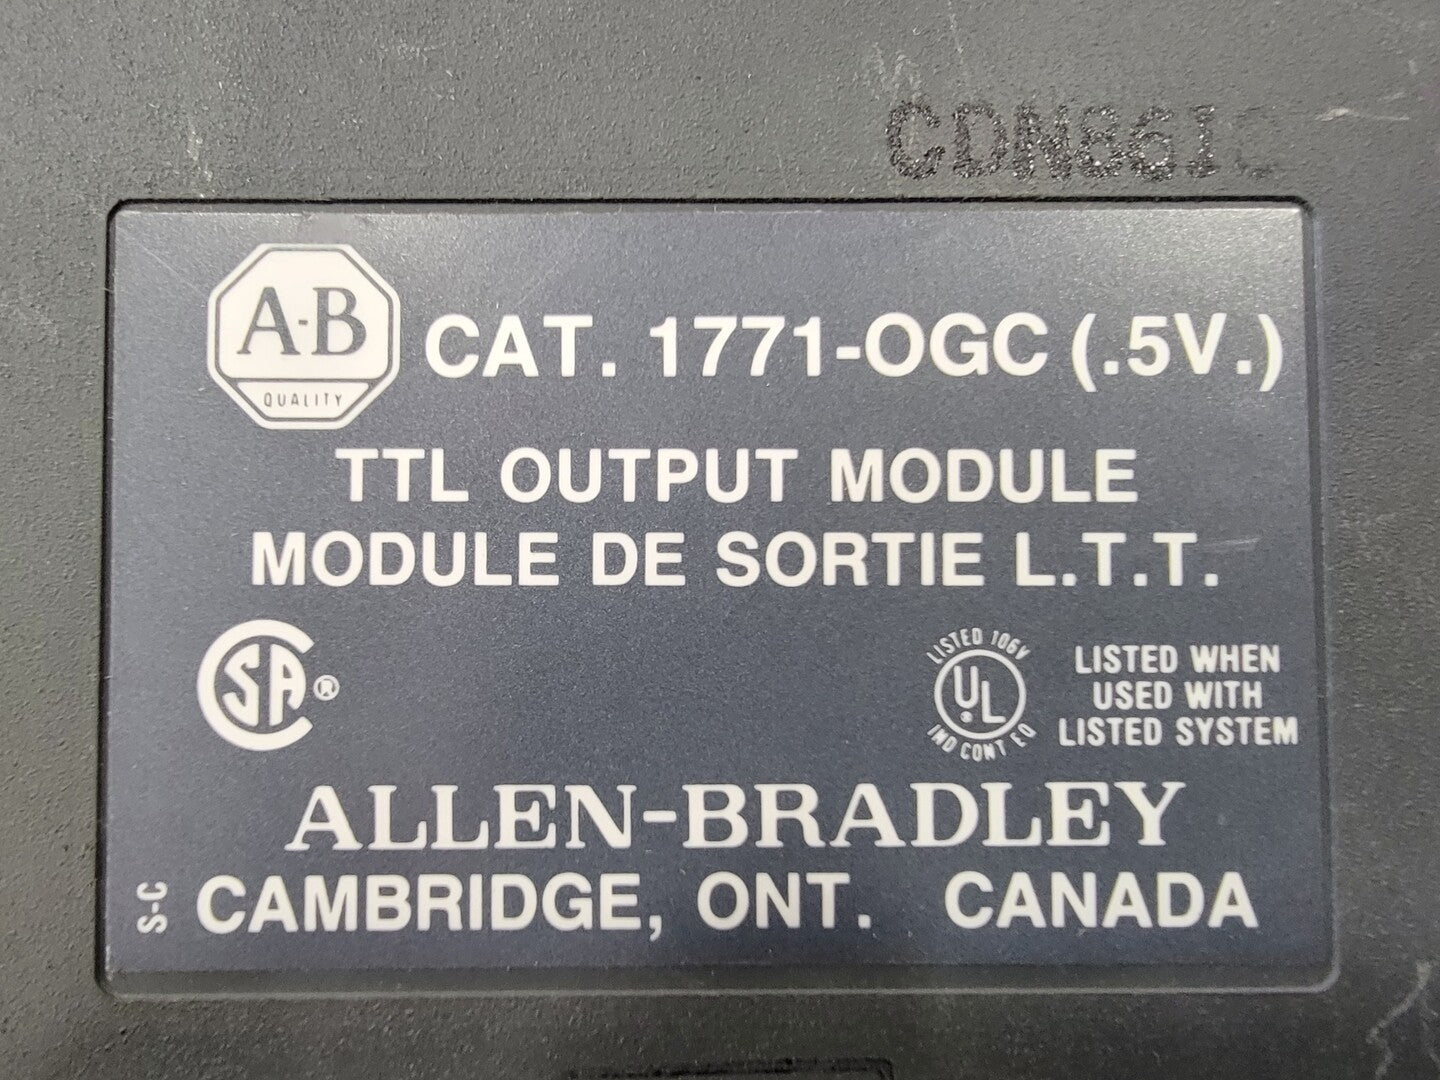 A-B
QUALITY
CAT. 1771-OGC (.5V.)
TTL OUTPUT MODULE
MODULE DE SORTIE L.T.T.
SA®
LISTED 106V
UL
IND CONT EQ
LISTED WHEN
USED WITH
LISTED SYSTEM
ALLEN-BRADLEY
S-C
CAMBRIDGE, ONT. CANADA